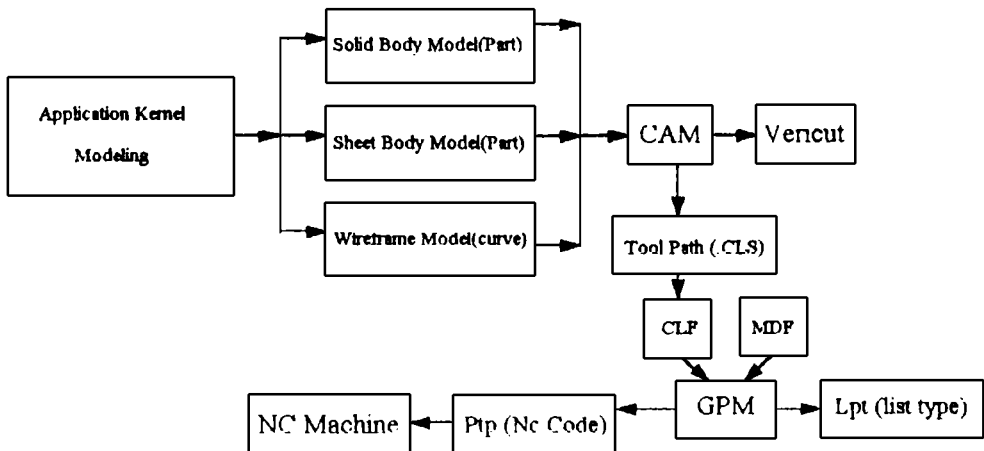 Solid Body Model(Part)
Application Kernel
Modeling
Sheet Body Model(Part)
CAM
Vericut
Wireframe Model(curve)
Tool Path (.CLS)
CLF
MDF
GPM
Lpt (list type)
Ptp (Nc Code)
NC Machine